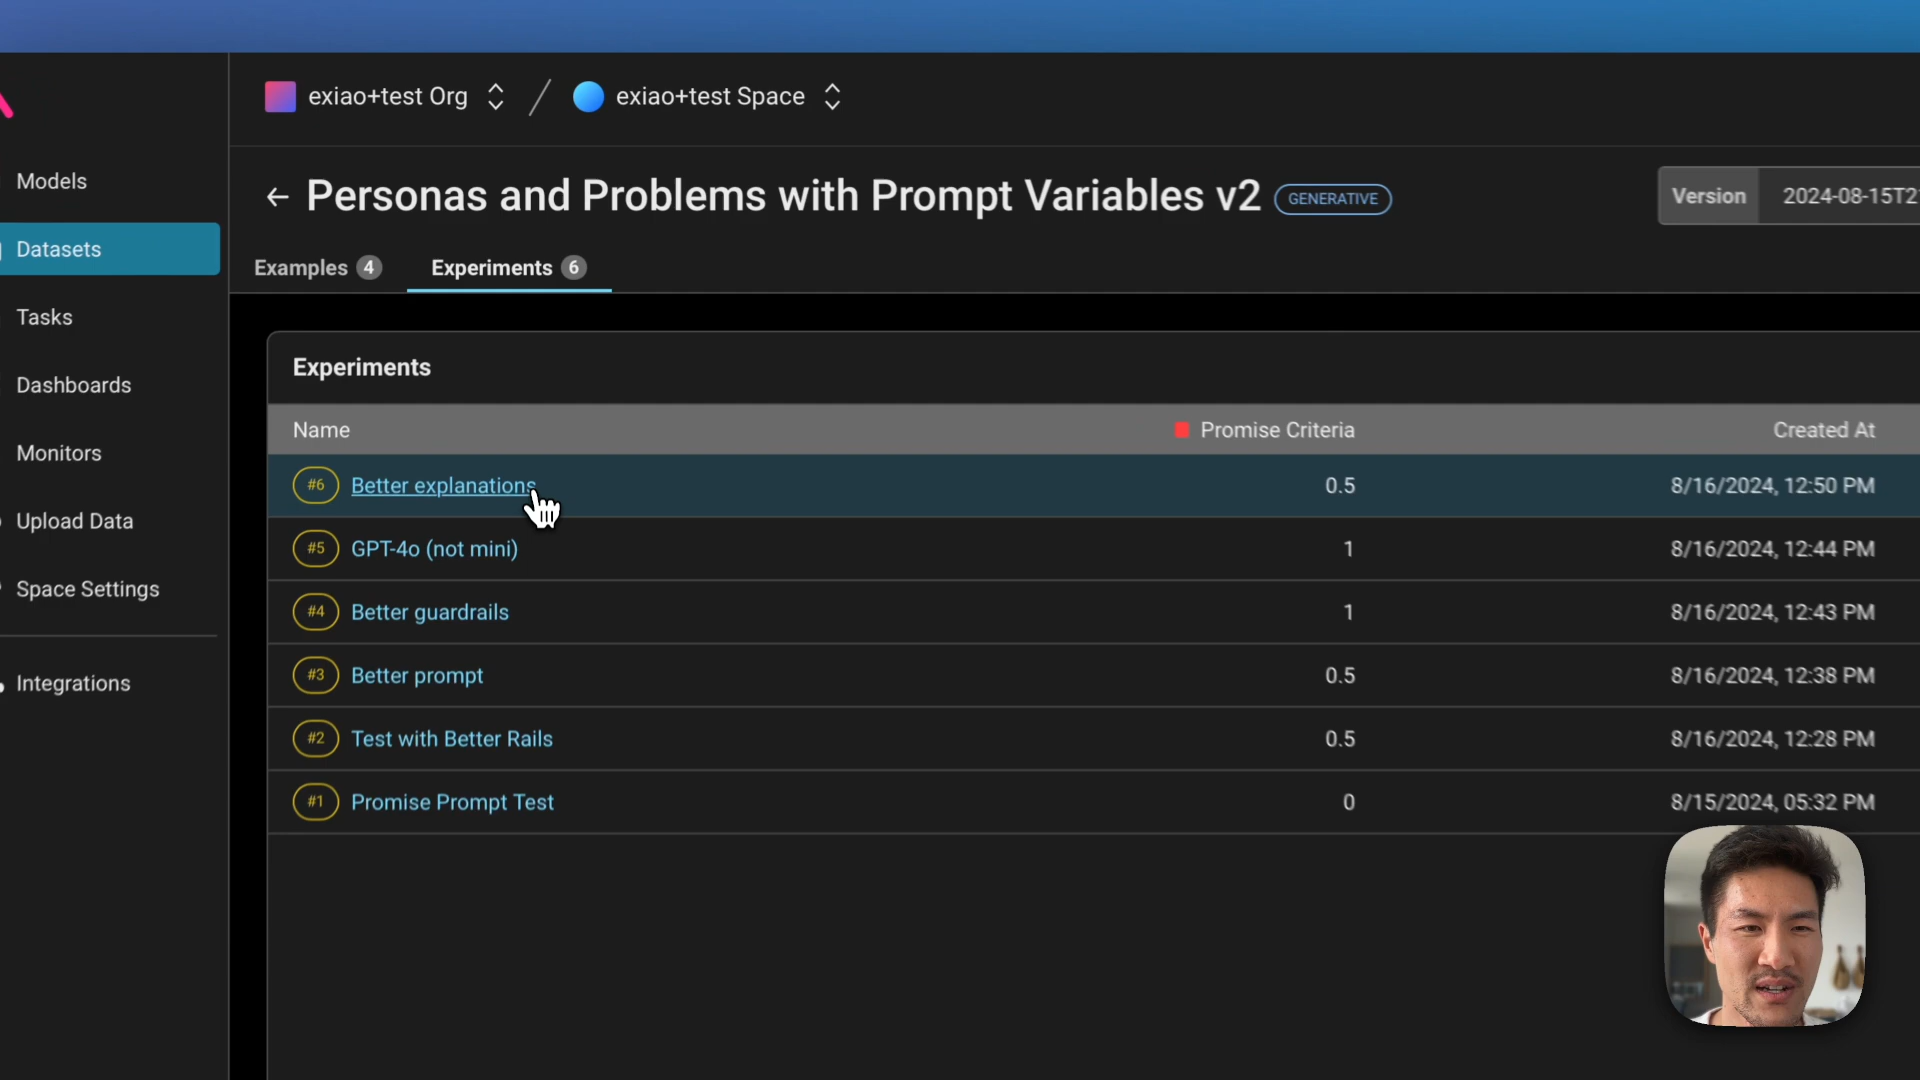 exiao+test Org / exiao+test Space
Models
Datasets
Tasks
Dashboards
Monitors
Upload Data
Space Settings
Integrations
← Personas and Problems with Prompt Variables v2 GENERATIVE
Version 2024-08-15T2
Examples 4 Experiments 6
Experiments
Name Promise Criteria Created At
#6 Better explanations 0.5 8/16/2024, 12:50 PM
#5 GPT-4o (not mini) 1 8/16/2024, 12:44 PM
#4 Better guardrails 1 8/16/2024, 12:43 PM
#3 Better prompt 0.5 8/16/2024, 12:38 PM
#2 Test with Better Rails 0.5 8/16/2024, 12:28 PM
#1 Promise Prompt Test 0 8/15/2024, 05:32 PM